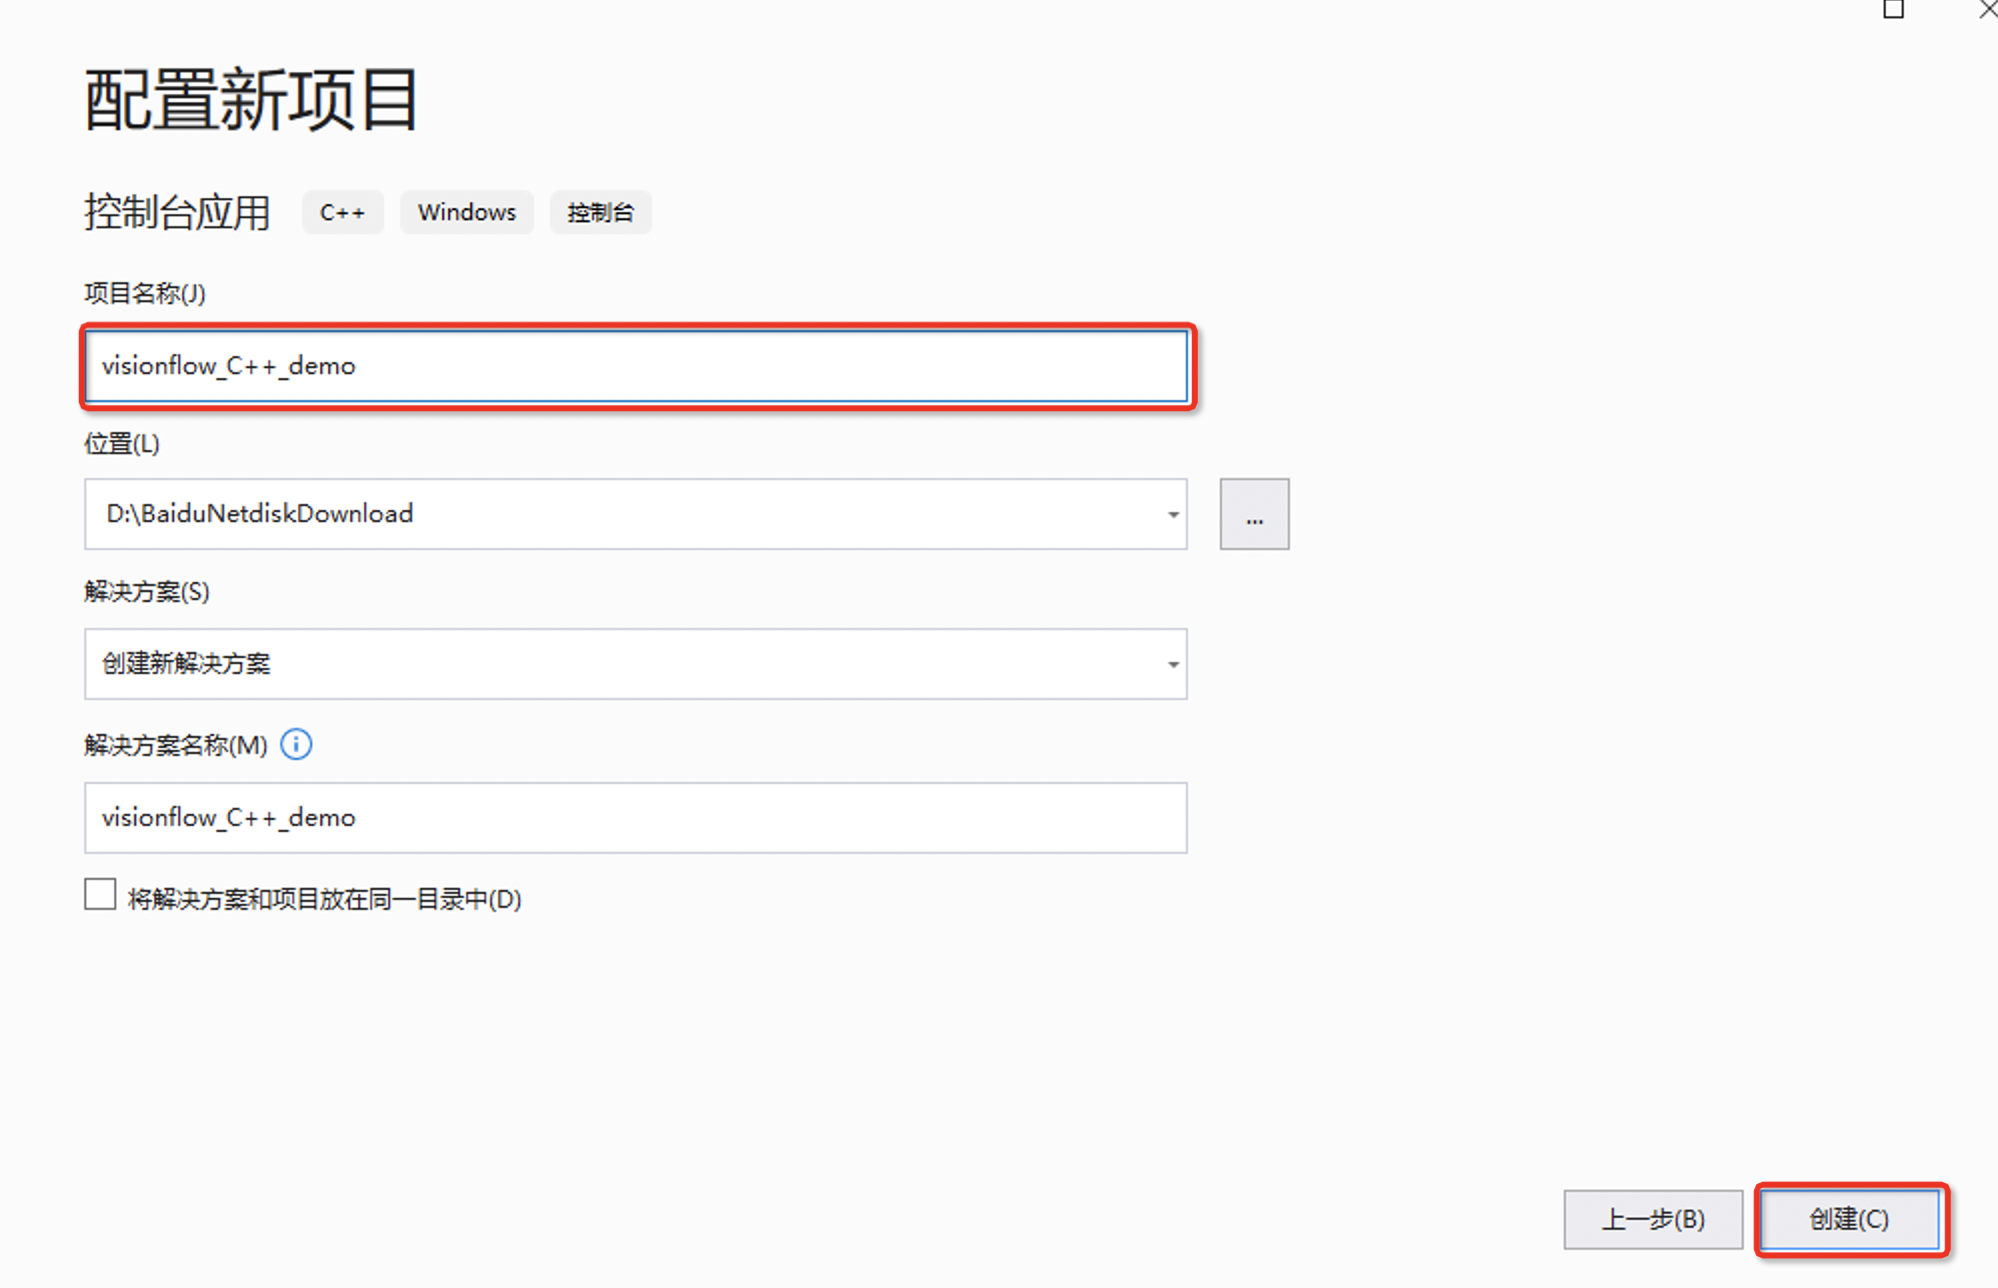 配置新项目
控制台应用 C++ Windows 控制台
项目名称(J)
visionflow_C++_demo
位置(L)
D:\BaiduNetdiskDownload ...
解决方案(S)
创建新解决方案
解决方案名称(M)
visionflow_C++_demo
将解决方案和项目放在同一目录中(D)
上一步(B) 创建(C)